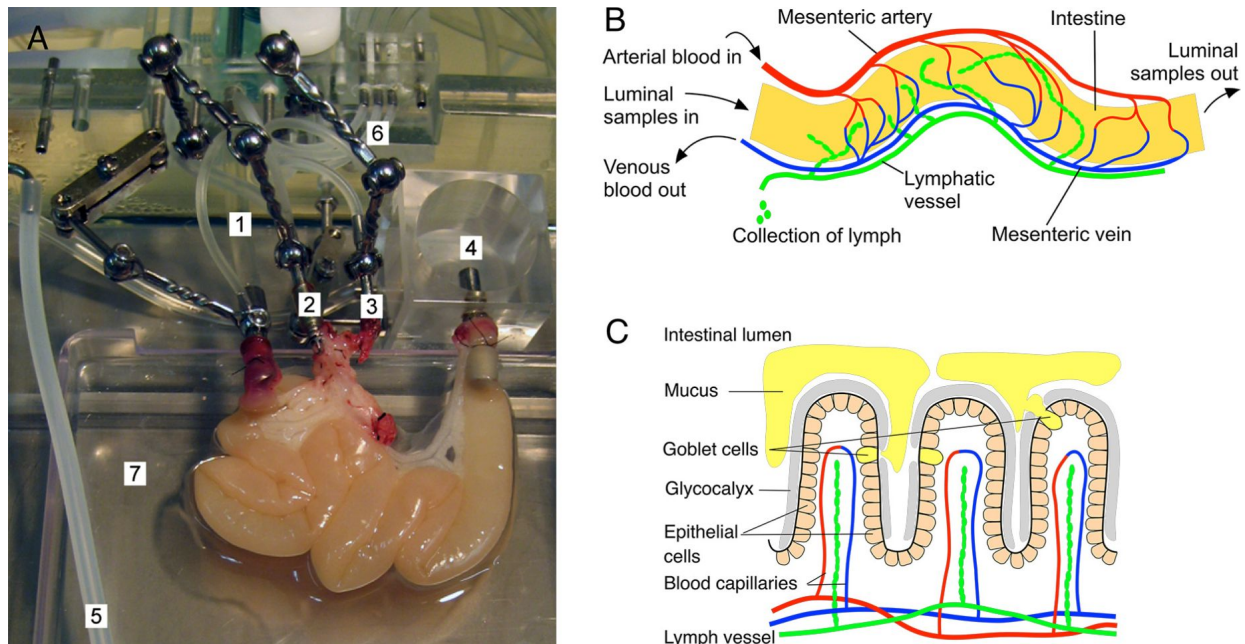 A
1
2
3
4
5
6
7
B
Mesenteric artery
Intestine
Arterial blood in
Luminal
samples out
Luminal
samples in
Venous
blood out
Lymphatic
vessel
Collection of lymph
Mesenteric vein
C
Intestinal lumen
Mucus
Goblet cells
Glycocalyx
Epithelial
cells
Blood capillaries
Lymph vessel